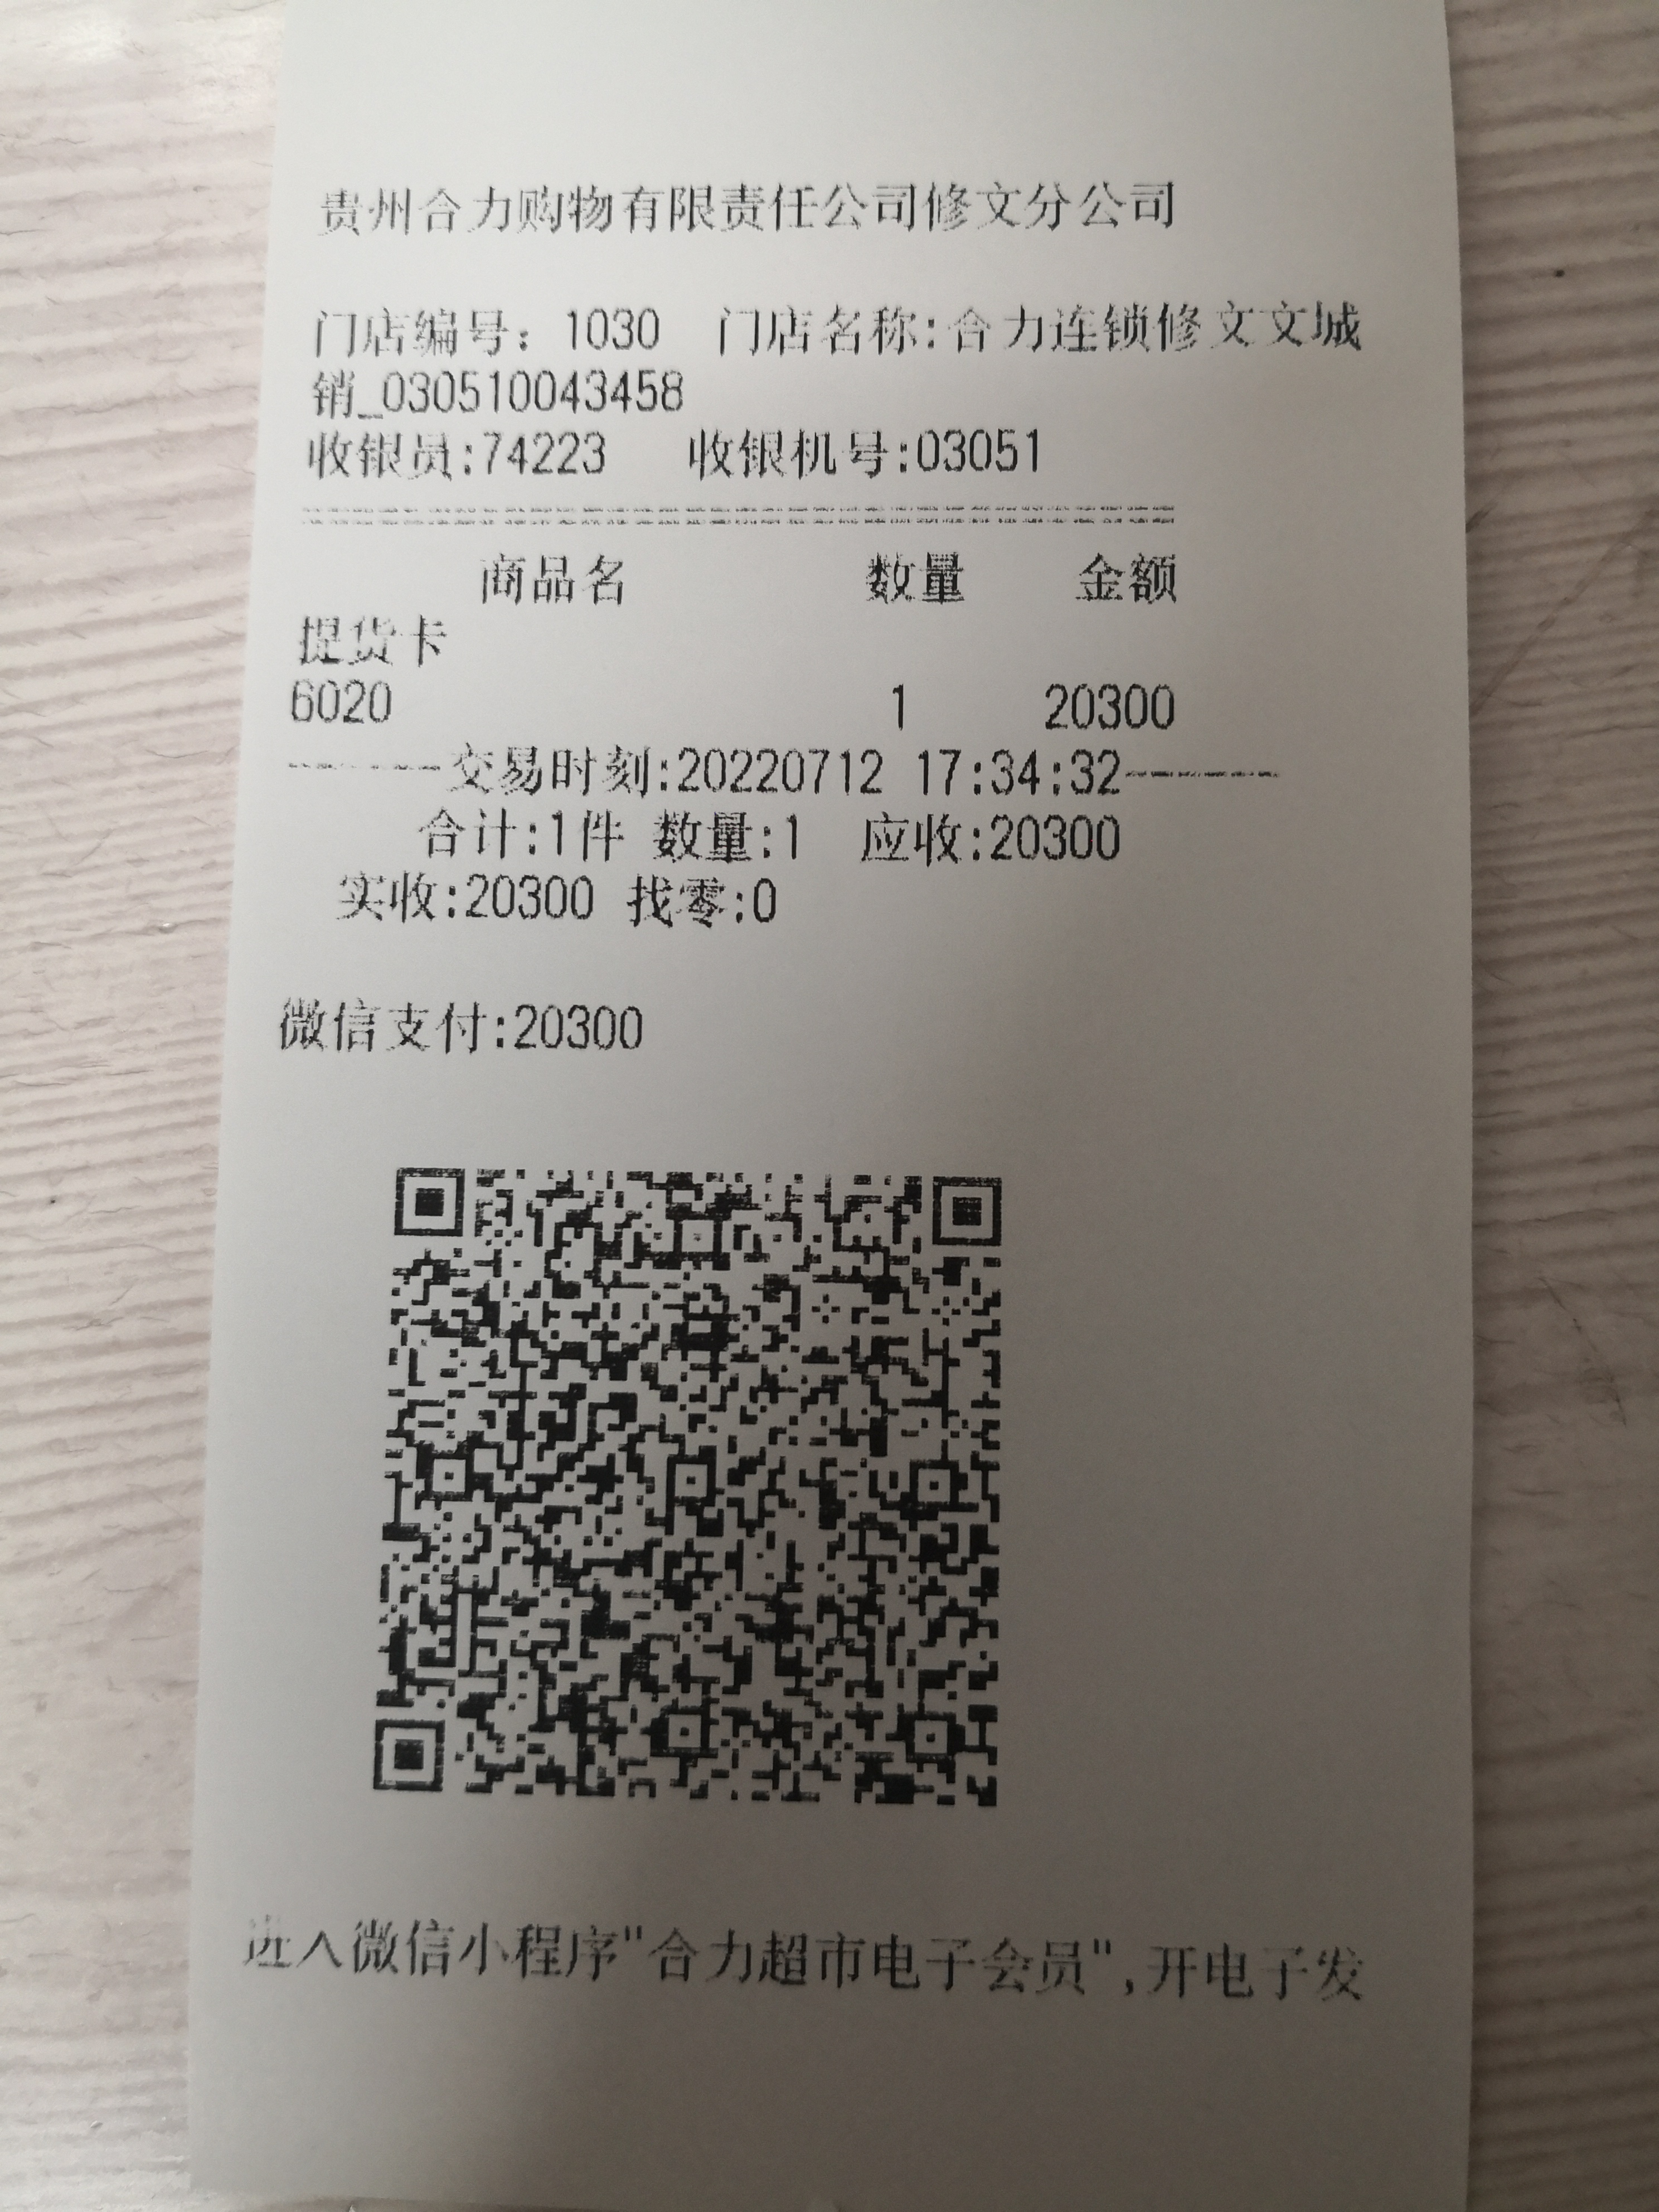 贵州合力购物有限责任公司修文分公司
门店编号：1030 门店名称:合力连锁修文文城
销_030510043458
收银员:74223 收银机号:03051
商品名 数量 金额
提货卡
6020 1 20300
------交易时刻:20220712 17:34:32------
合计:1件 数量:1 应收:20300
实收:20300 找零:0
微信支付:20300
进入微信小程序"合力超市电子会员",开电子发